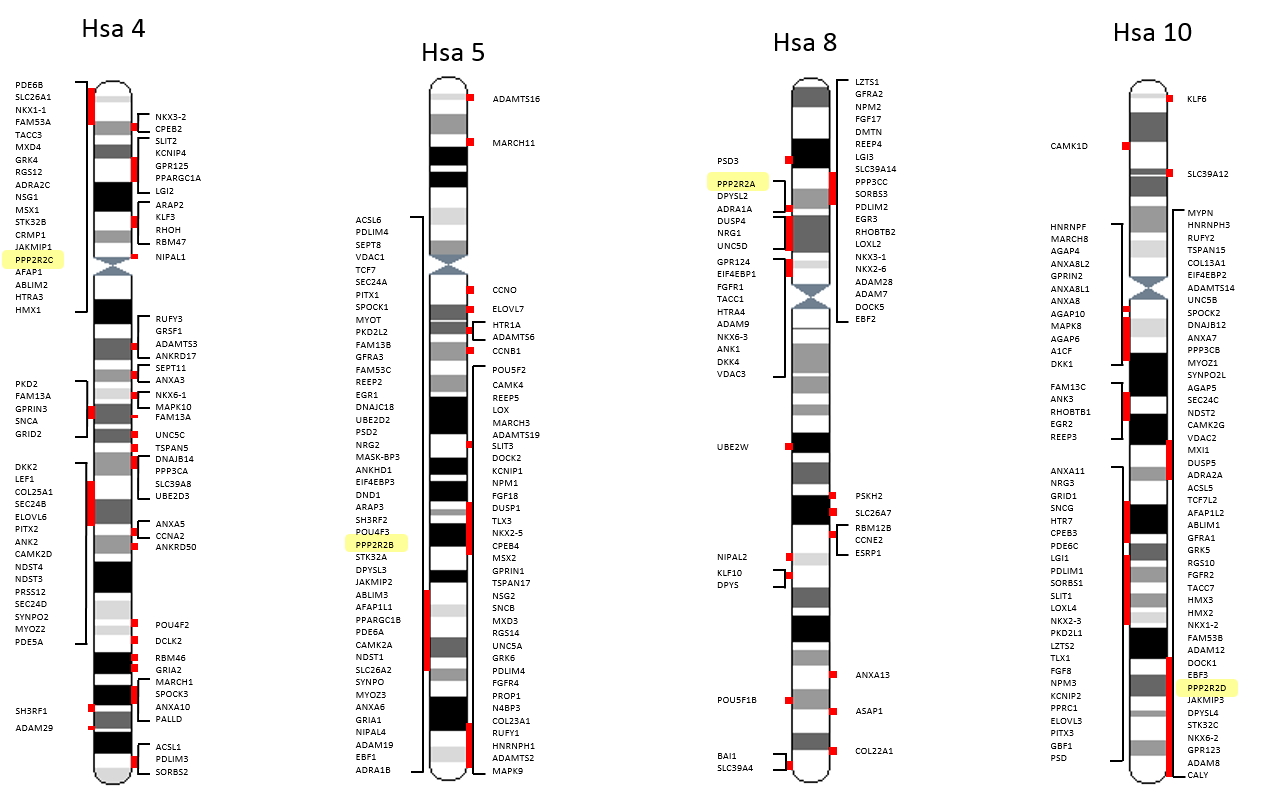 Hsa 4
PDE6B
SLC26A1
NKX1-1
FAM53A
TACC3
MXD4
GRK4
RGS12
ADRA2C
NSG1
MSX1
STK32B
CRMP1
JAKMIP1
PPP2R2C
AFAP1
ABLIM2
HTRA3
HMX1
PKD2
FAM13A
GPRIN3
SNCA
GRID2
DKK2
LEF1
COL25A1
SEC24B
ELOVL6
PITX2
ANK2
CAMK2D
NDST4
NDST3
PRSS12
SEC24D
SYNPO2
MYOZ2
PDE5A
SH3RF1
ADAM29
NKX3-2
CPEB2
SLIT2
KCNIP4
GPR125
PPARGC1A
LGI2
ARAP2
KLF3
RHOH
RBM47
NIPAL1
RUFY3
GRSF1
ADAMTS3
ANKRD17
SEPT11
ANXA3
NKX6-1
MAPK10
FAM13A
UNC5C
TSPAN5
DNAJB14
PPP3CA
SLC39A8
UBE2D3
ANXA5
CCNA2
ANKRD50
POU4F2
DCLK2
RBM46
GRIA2
MARCH1
SPOCK3
ANXA10
PALLD
ACSL1
PDLIM3
SORBS2
Hsa 5
ACSL6
PDLIM4
SEPT8
VDAC1
TCF7
SEC24A
PITX1
SPOCK1
MYOT
PKD2L2
FAM13B
GFRA3
FAM53C
REEP2
EGR1
DNAJC18
UBE2D2
PSD2
NRG2
MASK-BP3
ANKHD1
EIF4EBP3
DND1
ARAP3
SH3RF2
POU4F3
PPP2R2B
STK32A
DPYSL3
JAKMIP2
ABLIM3
AFAP1L1
PPARGC1B
PDE6A
CAMK2A
NDST1
SLC26A2
SYNPO
MYOZ3
ANXA6
GRIA1
NIPAL4
ADAM19
EBF1
ADRA1B
ADAMTS16
MARCH11
CCNO
ELOVL7
HTR1A
ADAMTS6
CCNB1
POU5F2
CAMK4
REEP5
LOX
MARCH3
ADAMTS19
SLIT3
DOCK2
KCNIP1
NPM1
FGF18
DUSP1
TLX3
NKX2-5
CPEB4
MSX2
GPRIN1
TSPAN17
NSG2
SNCB
MXD3
RGS14
UNC5A
GRK6
PDLIM4
FGFR4
PROP1
N4BP3
COL23A1
RUFY1
HNRNPH1
ADAMTS2
MAPK9
Hsa 8
PSD3
PPP2R2A
DPYSL2
ADRA1A
DUSP4
NRG1
UNC5D
GPR124
EIF4EBP1
FGFR1
TACC1
HTRA4
ADAM9
NKX6-3
ANK1
DKK4
VDAC3
UBE2W
NIPAL2
KLF10
DPYS
POU5F1B
BAI1
SLC39A4
LZTS1
GFRA2
NPM2
FGF17
DMTN
REEP4
LGI3
SLC39A14
PPP3CC
SORBS3
PDLIM2
EGR3
RHOBTB2
LOXL2
NKX3-1
NKX2-6
ADAM28
ADAM7
DOCK5
EBF2
PSKH2
SLC26A7
RBM12B
CCNE2
ESRP1
ANXA13
ASAP1
COL22A1
Hsa 10
CAMK1D
HNRNPF
MARCH8
AGAP4
ANXA8L2
GPRIN2
ANXA8L1
ANXA8
AGAP10
MAPK8
AGAP6
A1CF
DKK1
FAM13C
ANK3
RHOBTB1
EGR2
REEP3
ANXA11
NRG3
GRID1
SNCG
HTR7
CPEB3
PDE6C
LGI1
PDLIM1
SORBS1
SLIT1
LOXL4
NKX2-3
PKD2L1
LZTS2
TLX1
FGF8
NPM3
KCNIP2
PPRC1
ELOVL3
PITX3
GBF1
PSD
KLF6
SLC39A12
MYPN
HNRNPH3
RUFY2
TSPAN15
COL13A1
EIF4EBP2
ADAMTS14
UNC5B
SPOCK2
DNAJB12
ANXA7
PPP3CB
MYOZ1
SYNPO2L
AGAP5
SEC24C
NDST2
CAMK2G
VDAC2
MXI1
DUSP5
ADRA2A
ACSL5
TCF7L2
AFAP1L2
ABLIM1
GFRA1
GRK5
RGS10
FGFR2
TACC7
HMX3
HMX2
NKX1-2
FAM53B
ADAM12
DOCK1
EBF3
PPP2R2D
JAKMIP3
DPYSL4
STK32C
NKX6-2
GPR123
ADAM8
CALY